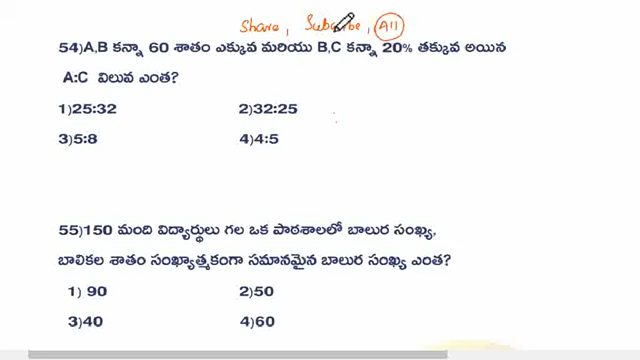 Share, Subscribe, All
54)A,B కన్నా 60 శాతం ఎక్కువ మరియు B,C కన్నా 20% తక్కువ అయిన
A:C విలువ ఎంత?
1)25:32 2)32:25
3)5:8 4)4:5
55)150 మంది విద్యార్థులు గల ఒక పాఠశాలలో బాలుర సంఖ్య,
బాలికల శాతం సంఖ్యాత్మకంగా సమానమైన బాలుర సంఖ్య ఎంత?
1) 90 2)50
3)40 4)60